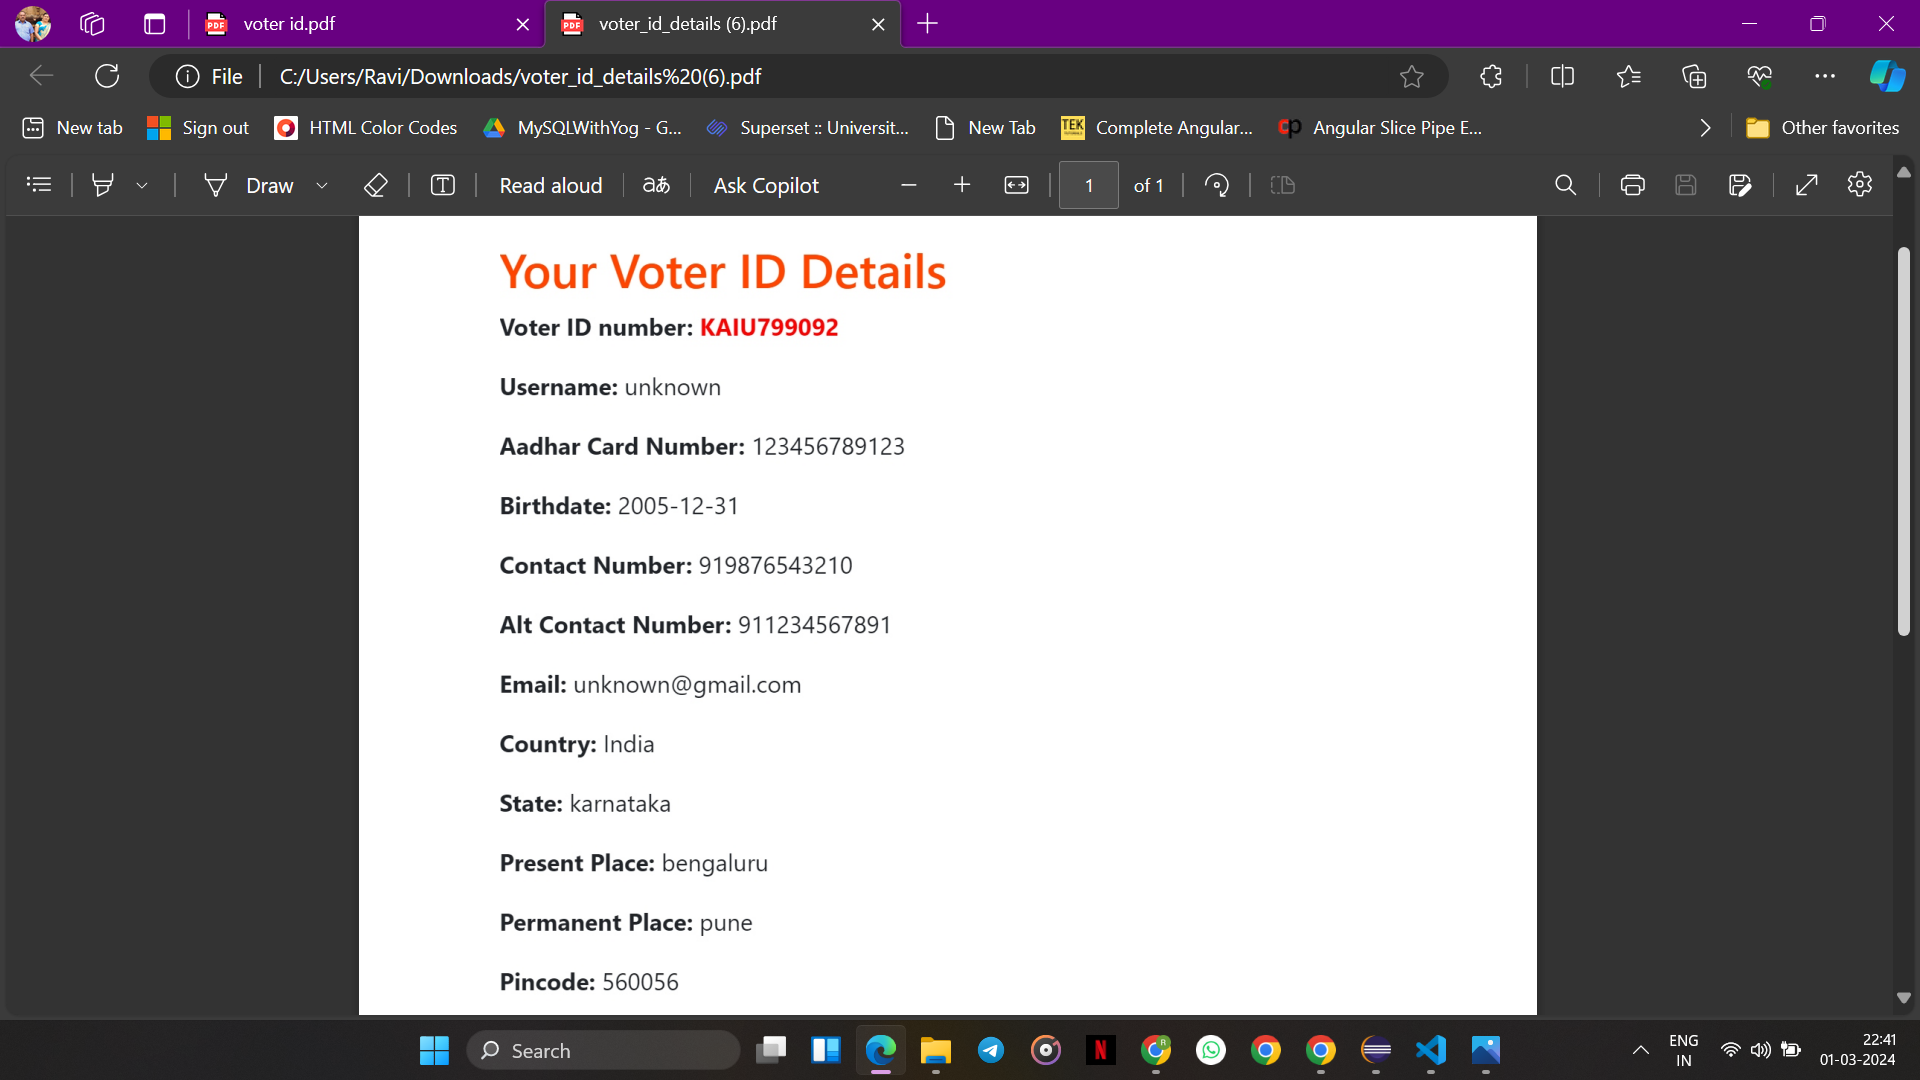 voter id.pdf
voter_id_details (6).pdf
File
C:/Users/Ravi/Downloads/voter_id_details%20(6).pdf
New tab
Sign out
HTML Color Codes
MySQLWithYog - G...
Superset :: Universit...
New Tab
TEK
Complete Angular...
cp
Angular Slice Pipe E...
Other favorites
Draw
Read aloud
aあ
Ask Copilot
1
of 1
Your Voter ID Details
Voter ID number: KAIU799092
Username: unknown
Aadhar Card Number: 123456789123
Birthdate: 2005-12-31
Contact Number: 919876543210
Alt Contact Number: 911234567891
Email: unknown@gmail.com
Country: India
State: karnataka
Present Place: bengaluru
Permanent Place: pune
Pincode: 560056
Search
ENG
IN
22:41
01-03-2024